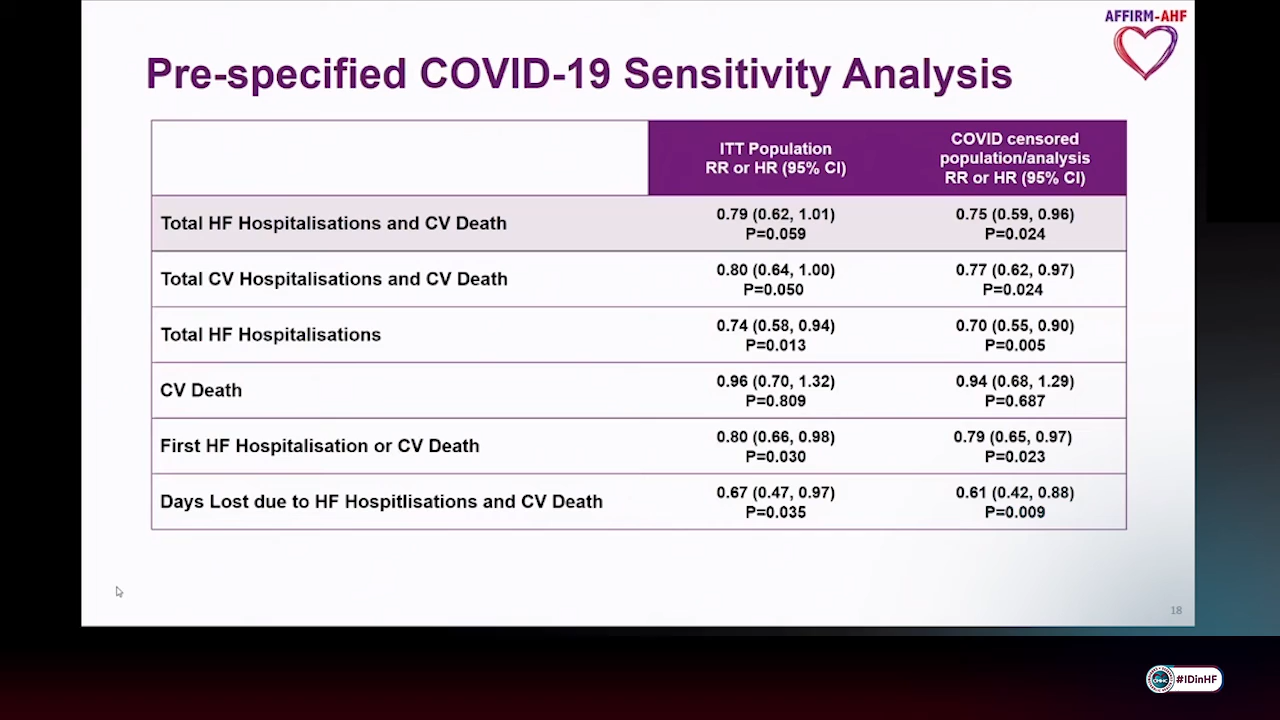 AFFIRM-AHF
Pre-specified COVID-19 Sensitivity Analysis
ITT Population
RR or HR (95% CI)
COVID censored
population/analysis
RR or HR (95% CI)
Total HF Hospitalisations and CV Death
0.79 (0.62, 1.01)
P=0.059
0.75 (0.59, 0.96)
P=0.024
Total CV Hospitalisations and CV Death
0.80 (0.64, 1.00)
P=0.050
0.77 (0.62, 0.97)
P=0.024
Total HF Hospitalisations
0.74 (0.58, 0.94)
P=0.013
0.70 (0.55, 0.90)
P=0.005
CV Death
0.96 (0.70, 1.32)
P=0.809
0.94 (0.68, 1.29)
P=0.687
First HF Hospitalisation or CV Death
0.80 (0.66, 0.98)
P=0.030
0.79 (0.65, 0.97)
P=0.023
Days Lost due to HF Hospitlisations and CV Death
0.67 (0.47, 0.97)
P=0.035
0.61 (0.42, 0.88)
P=0.009
18
#IDinHF